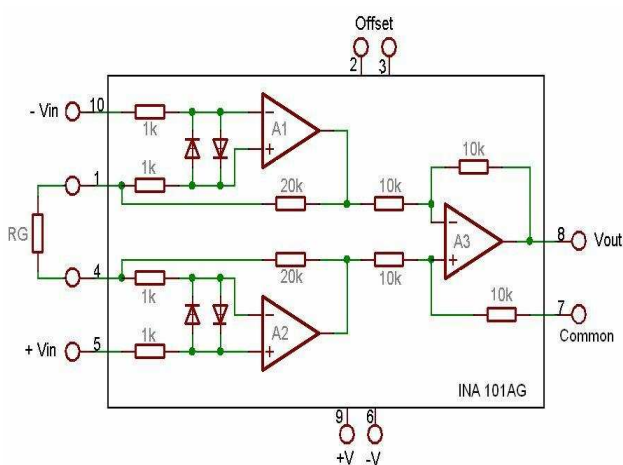 Offset
2 3
- Vin 10
1k
A1
1k
1
20k
10k
10k
RG
A3
8 Vout
4
20k
10k
1k
10k
7
Common
1k
A2
+ Vin 5
INA 101AG
9 6
+V -V